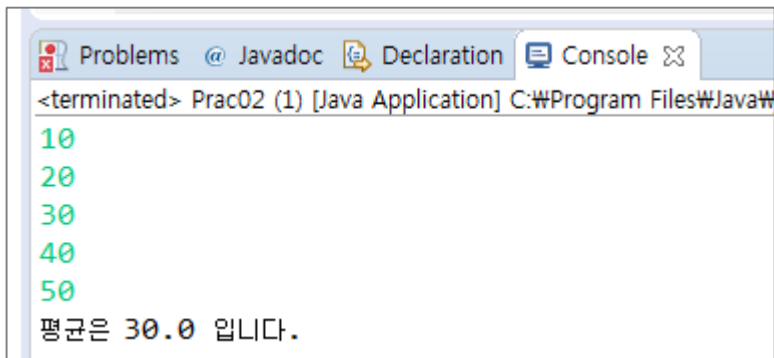 Problems @ Javadoc Declaration Console
<terminated> Prac02 (1) [Java Application] C:₩Program Files₩Java₩
10
20
30
40
50
평균은 30.0 입니다.